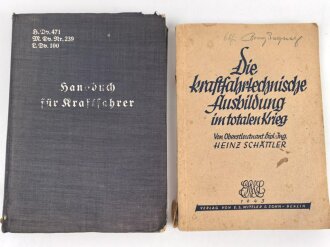 H. Dv. 471
M. Dv. Nr. 239
L. Dv. 100
Handbuch
für Kraftfahrer
Die
kraftfahrtechnische
Ausbildung
im totalen Krieg
Von Oberstleutnant Dipl.-Ing.
HEINZ SCHÄTTLER
1943
VERLAG VON E. S. MITTLER & SOHN • BERLIN